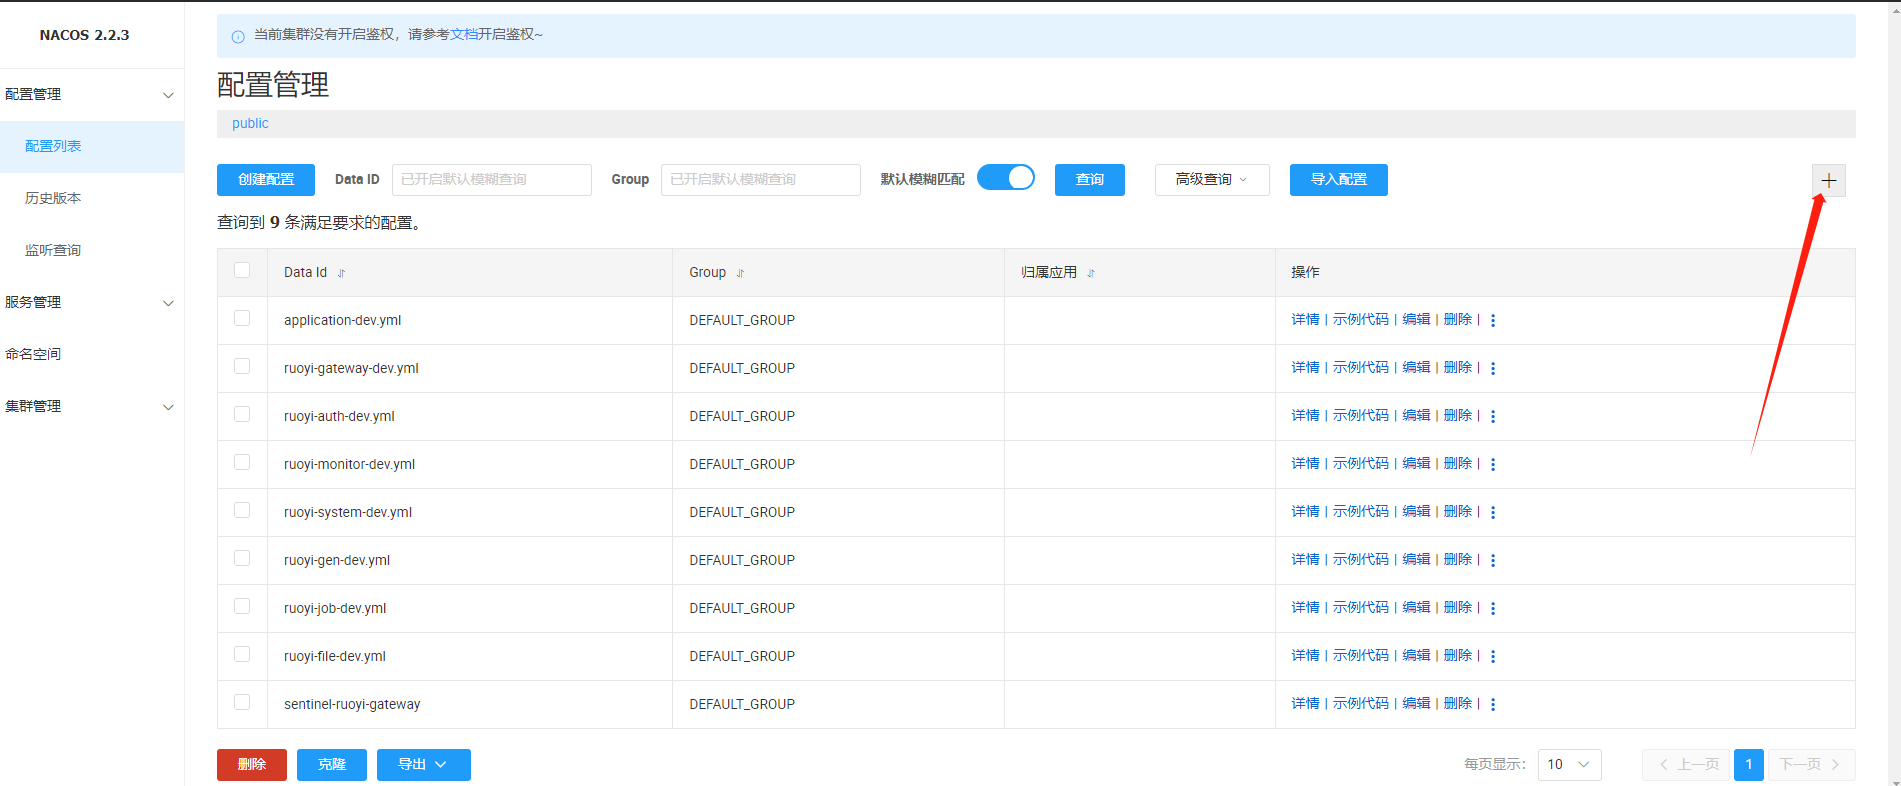 NACOS 2.2.3
配置管理
配置列表
历史版本
监听查询
服务管理
命名空间
集群管理
当前集群没有开启鉴权，请参考文档开启鉴权~
配置管理
public
创建配置 Data ID 已开启默认模糊查询 Group 已开启默认模糊查询 默认模糊匹配 查询 高级查询 导入配置
查询到 9 条满足要求的配置。
Data Id Group 归属应用 操作
application-dev.yml DEFAULT_GROUP 详情 | 示例代码 | 编辑 | 删除 |
ruoyi-gateway-dev.yml DEFAULT_GROUP 详情 | 示例代码 | 编辑 | 删除 |
ruoyi-auth-dev.yml DEFAULT_GROUP 详情 | 示例代码 | 编辑 | 删除 |
ruoyi-monitor-dev.yml DEFAULT_GROUP 详情 | 示例代码 | 编辑 | 删除 |
ruoyi-system-dev.yml DEFAULT_GROUP 详情 | 示例代码 | 编辑 | 删除 |
ruoyi-gen-dev.yml DEFAULT_GROUP 详情 | 示例代码 | 编辑 | 删除 |
ruoyi-job-dev.yml DEFAULT_GROUP 详情 | 示例代码 | 编辑 | 删除 |
ruoyi-file-dev.yml DEFAULT_GROUP 详情 | 示例代码 | 编辑 | 删除 |
sentinel-ruoyi-gateway DEFAULT_GROUP 详情 | 示例代码 | 编辑 | 删除 |
删除 克隆 导出 每页显示: 10 上一页 1 下一页